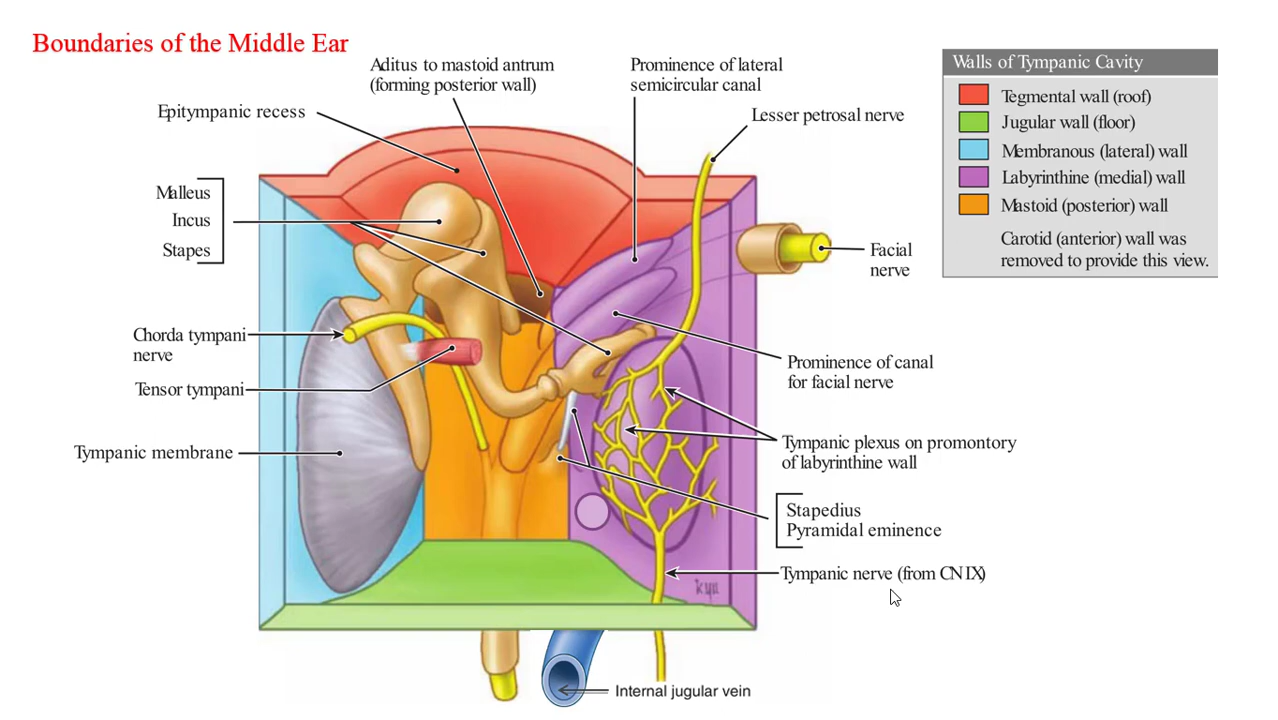 Boundaries of the Middle Ear
Aditus to mastoid antrum
(forming posterior wall)
Prominence of lateral
semicircular canal
Lesser petrosal nerve
Epitympanic recess
Malleus
Incus
Stapes
Facial
nerve
Chorda tympani
nerve
Tensor tympani
Tympanic membrane
Prominence of canal
for facial nerve
Tympanic plexus on promontory
of labyrinthine wall
Stapedius
Pyramidal eminence
Tympanic nerve (from CN IX)
Internal jugular vein
Walls of Tympanic Cavity
Tegmental wall (roof)
Jugular wall (floor)
Membranous (lateral) wall
Labyrinthine (medial) wall
Mastoid (posterior) wall
Carotid (anterior) wall was
removed to provide this view.